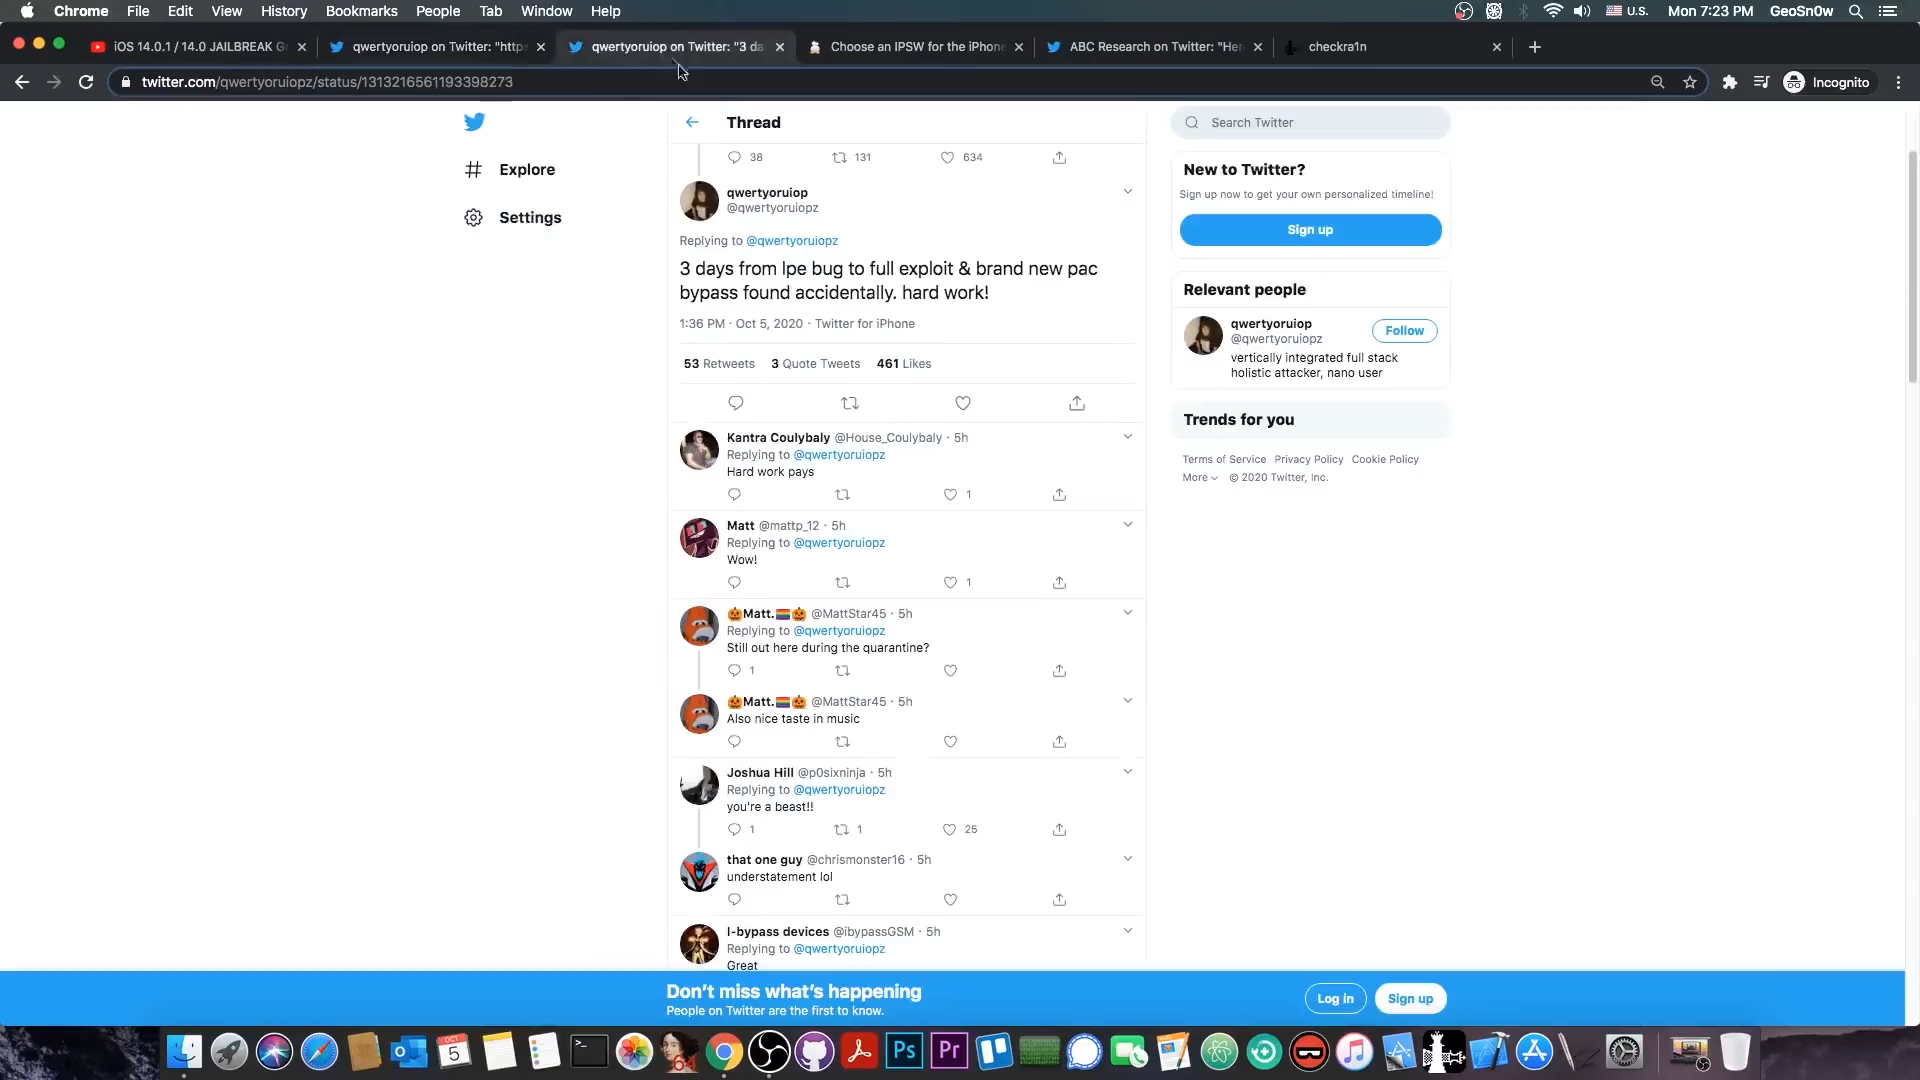 Chrome File Edit View History Bookmarks People Tab Window Help
U.S. Mon 7:23 PM GeoSn0w
iOS 14.0.1 / 14.0 JAILBREAK G
qwertyoruiop on Twitter: "http
qwertyoruiop on Twitter: "3 da
Choose an IPSW for the iPhone
ABC Research on Twitter: "Her
checkra1n
twitter.com/qwertyoruiopz/status/1313216561193398273
Incognito
Explore
Settings
Thread
38 131 634
qwertyoruiop
@qwertyoruiopz
Replying to @qwertyoruiopz
3 days from lpe bug to full exploit & brand new pac
bypass found accidentally. hard work!
1:36 PM · Oct 5, 2020 · Twitter for iPhone
53 Retweets 3 Quote Tweets 461 Likes
Kantra Coulybaly @House_Coulybaly · 5h
Replying to @qwertyoruiopz
Hard work pays
1
Matt @mattp_12 · 5h
Replying to @qwertyoruiopz
Wow!
1
🎃Matt.🏳️‍🌈🎃 @MattStar45 · 5h
Replying to @qwertyoruiopz
Still out here during the quarantine?
1
🎃Matt.🏳️‍🌈🎃 @MattStar45 · 5h
Also nice taste in music
Joshua Hill @p0sixninja · 5h
Replying to @qwertyoruiopz
you're a beast!!
1 1 25
that one guy @chrismonster16 · 5h
understatement lol
I-bypass devices @ibypassGSM · 5h
Replying to @qwertyoruiopz
Great
Search Twitter
New to Twitter?
Sign up now to get your own personalized timeline!
Sign up
Relevant people
qwertyoruiop
@qwertyoruiopz
Follow
vertically integrated full stack
holistic attacker, nano user
Trends for you
Terms of Service Privacy Policy Cookie Policy
More © 2020 Twitter, Inc.
Don't miss what's happening
People on Twitter are the first to know.
Log in
Sign up
OCT
5
64
Ps
Pr